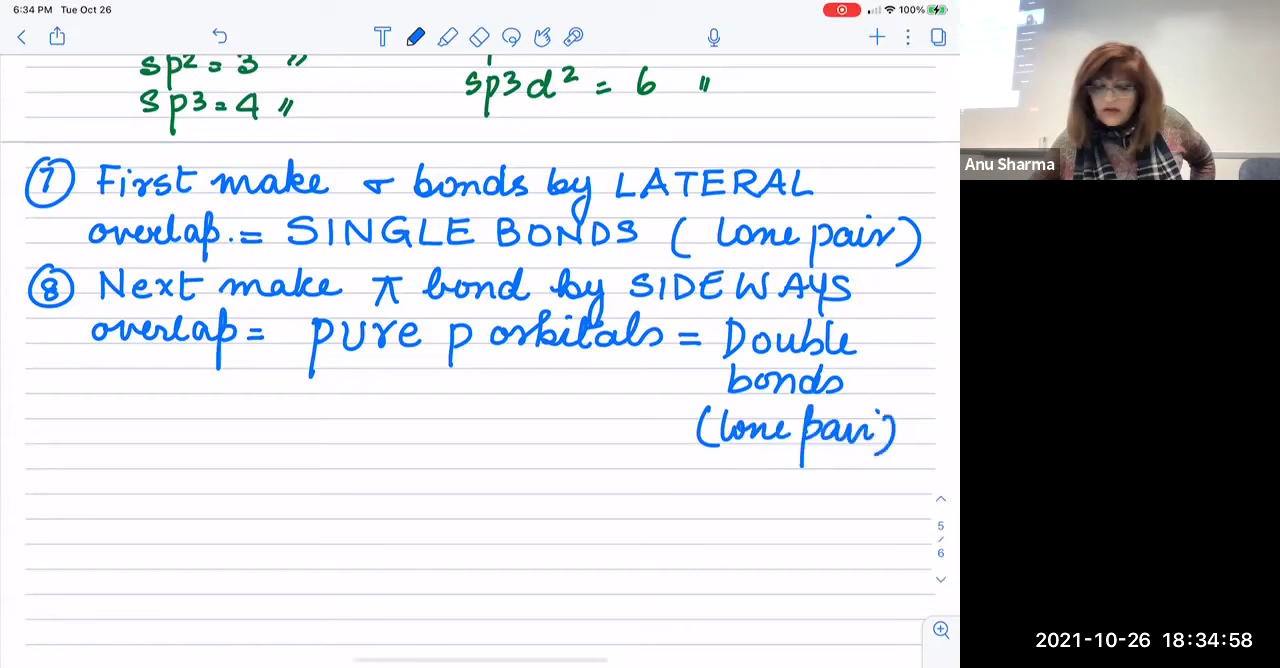 6:34 PM Tue Oct 26
100%
sp2 = 3 〃
sp3 = 4 〃
sp3d2 = 6 〃
Anu Sharma
⑦ First make σ bonds by LATERAL
overlap. = SINGLE BONDS (lone pair)
⑧ Next make π bond by SIDEWAYS
overlap = pure p orbitals = Double
bonds
(lone pair)
5
/
6
2021-10-26 18:34:58